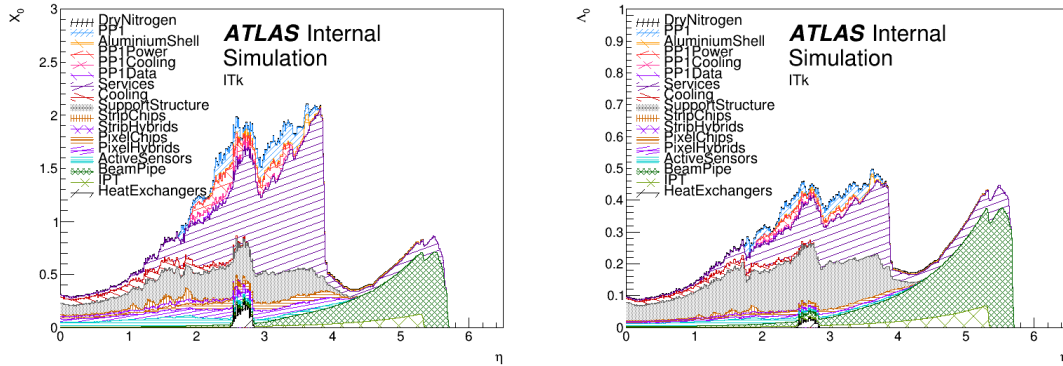 X₀
3
2.5
2
1.5
1
0.5
0
0 1 2 3 4 5 6
η
DryNitrogen
PP1
AluminiumShell
PP1Power
PP1Cooling
PP1Data
Services
Cooling
SupportStructure
StripChips
StripHybrids
PixelChips
PixelHybrids
ActiveSensors
BeamPipe
IPT
HeatExchangers
ATLAS Internal
Simulation
ITk
Λ₀
1
0.9
0.8
0.7
0.6
0.5
0.4
0.3
0.2
0.1
0
0 1 2 3 4 5 6
DryNitrogen
PP1
AluminiumShell
PP1Power
PP1Cooling
PP1Data
Services
Cooling
SupportStructure
StripChips
StripHybrids
PixelChips
PixelHybrids
ActiveSensors
BeamPipe
IPT
HeatExchangers
ATLAS Internal
Simulation
ITk